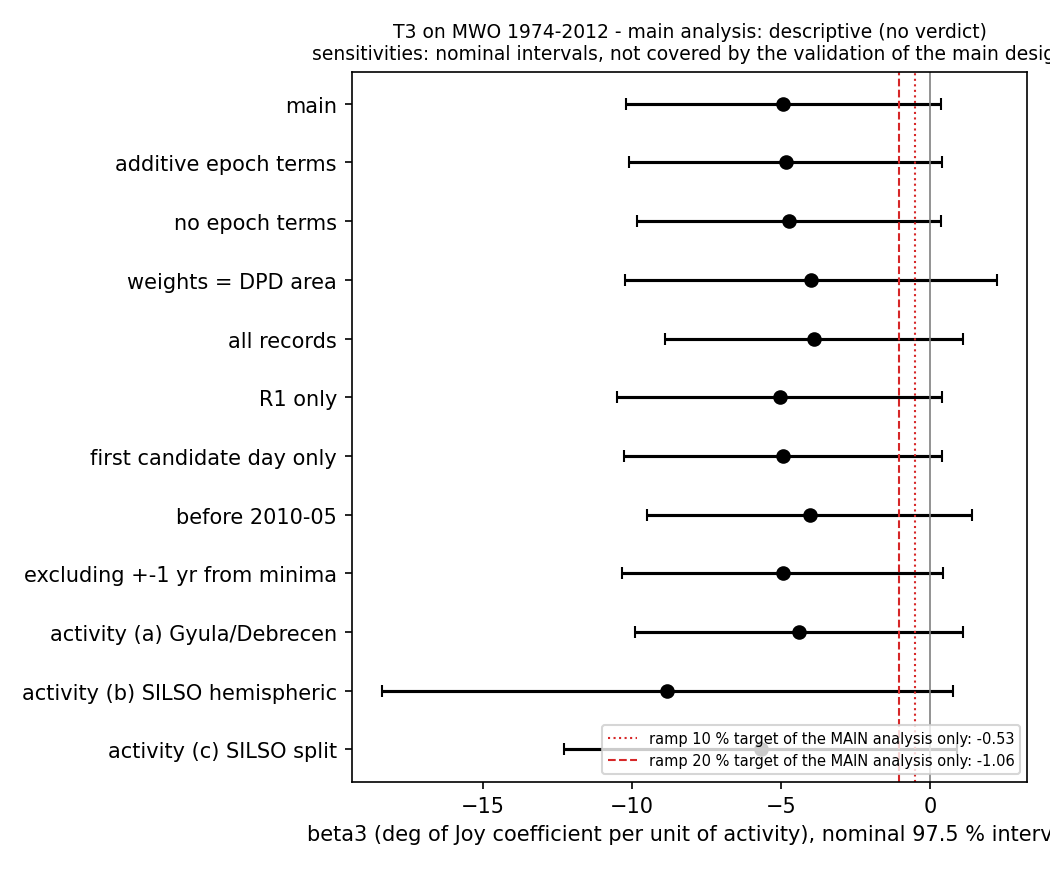 T3 on MWO 1974-2012 - main analysis: descriptive (no verdict)
sensitivities: nominal intervals, not covered by the validation of the main desig
main
additive epoch terms
no epoch terms
weights = DPD area
all records
R1 only
first candidate day only
before 2010-05
excluding +-1 yr from minima
activity (a) Gyula/Debrecen
activity (b) SILSO hemispheric
activity (c) SILSO split
ramp 10 % target of the MAIN analysis only: -0.53
ramp 20 % target of the MAIN analysis only: -1.06
−15 −10 −5 0
beta3 (deg of Joy coefficient per unit of activity), nominal 97.5 % interv